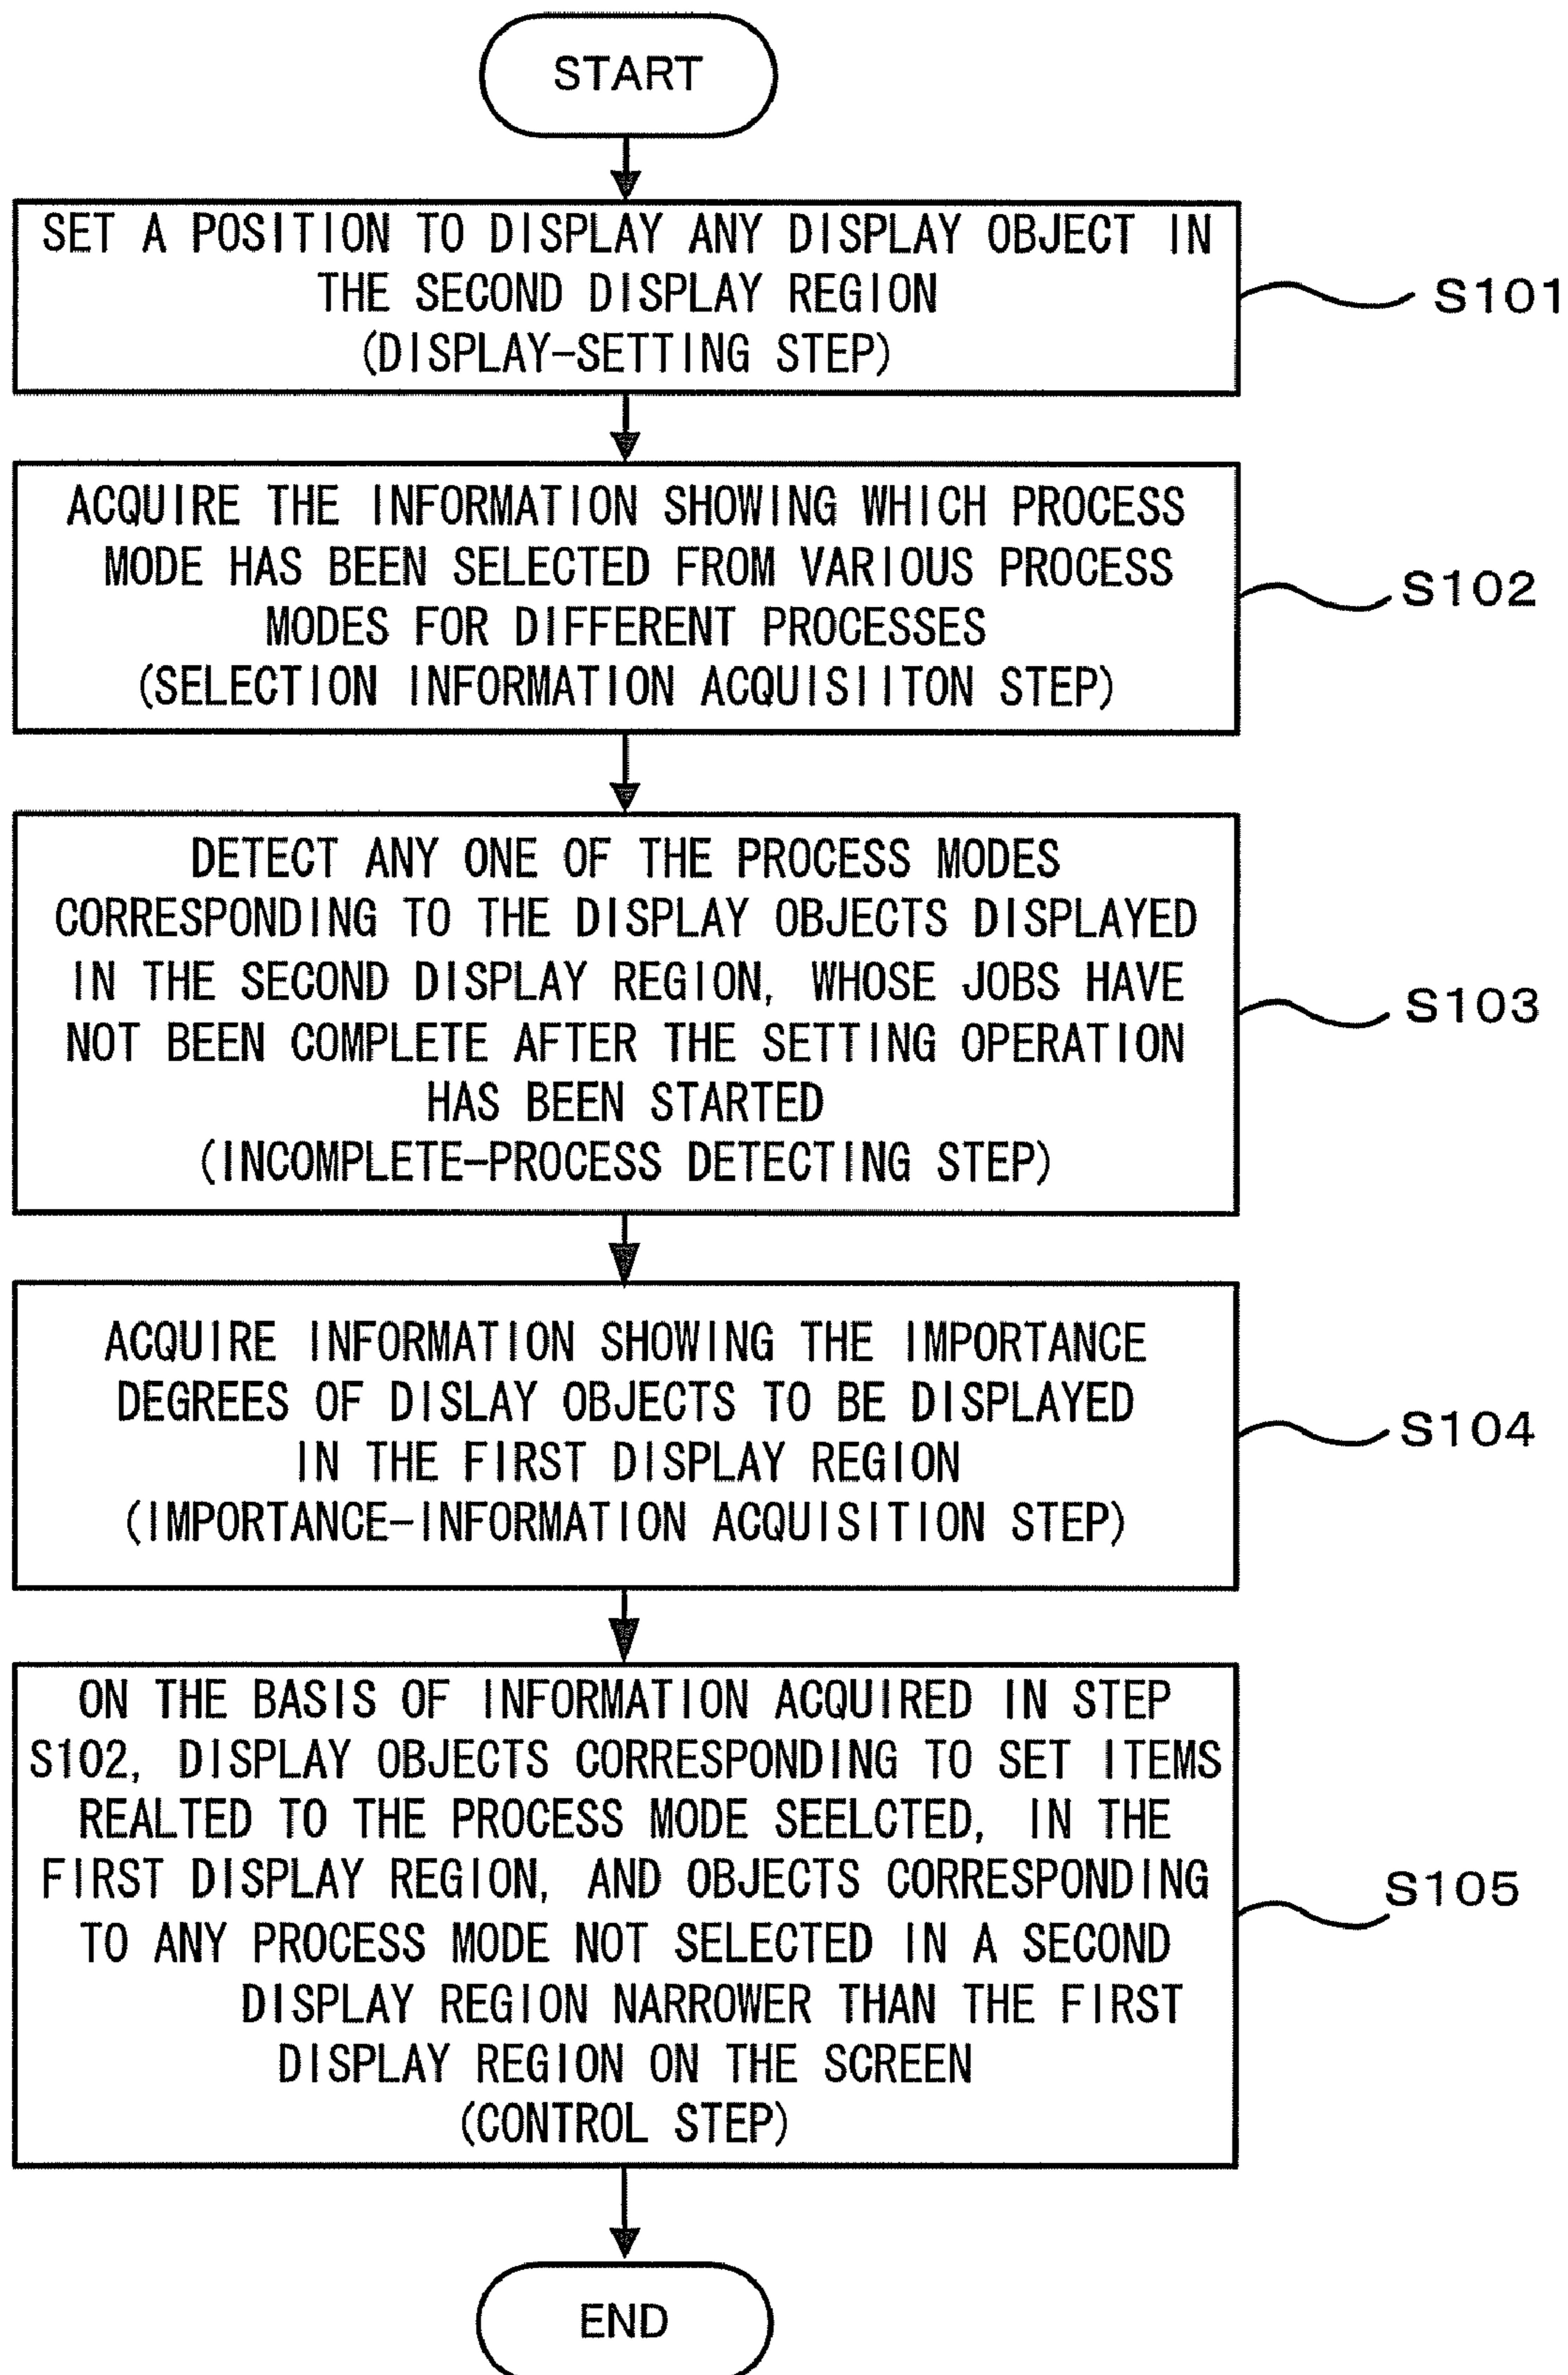 START
SET A POSITION TO DISPLAY ANY DISPLAY OBJECT IN
THE SECOND DISPLAY REGION
(DISPLAY-SETTING STEP)
S101
ACQUIRE THE INFORMATION SHOWING WHICH PROCESS
MODE HAS BEEN SELECTED FROM VARIOUS PROCESS
MODES FOR DIFFERENT PROCESSES
(SELECTION INFORMATION ACQUISIITON STEP)
S102
DETECT ANY ONE OF THE PROCESS MODES
CORRESPONDING TO THE DISPLAY OBJECTS DISPLAYED
IN THE SECOND DISPLAY REGION, WHOSE JOBS HAVE
NOT BEEN COMPLETE AFTER THE SETTING OPERATION
HAS BEEN STARTED
(INCOMPLETE-PROCESS DETECTING STEP)
S103
ACQUIRE INFORMATION SHOWING THE IMPORTANCE
DEGREES OF DISLAY OBJECTS TO BE DISPLAYED
IN THE FIRST DISPLAY REGION
(IMPORTANCE-INFORMATION ACQUISITION STEP)
S104
ON THE BASIS OF INFORMATION ACQUIRED IN STEP
S102, DISPLAY OBJECTS CORRESPONDING TO SET ITEMS
REALTED TO THE PROCESS MODE SEELCTED, IN THE
FIRST DISPLAY REGION, AND OBJECTS CORRESPONDING
TO ANY PROCESS MODE NOT SELECTED IN A SECOND
DISPLAY REGION NARROWER THAN THE FIRST
DISPLAY REGION ON THE SCREEN
(CONTROL STEP)
S105
END